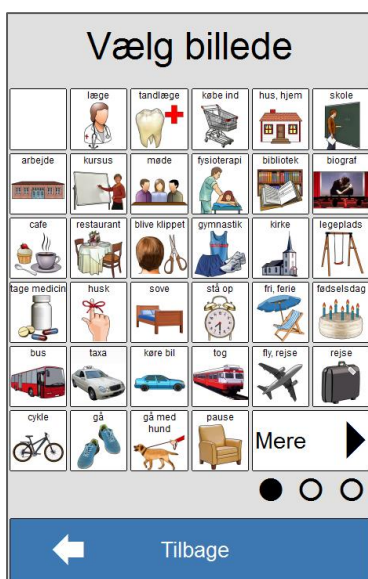 Vælg billede
læge tandlæge købe ind hus, hjem skole
arbejde kursus møde fysioterapi bibliotek biograf
cafe restaurant blive klippet gymnastik kirke legeplads
tage medicin husk sove stå op fri, ferie fødselsdag
bus taxa køre bil tog fly, rejse rejse
cykle gå gå med hund pause Mere
Tilbage